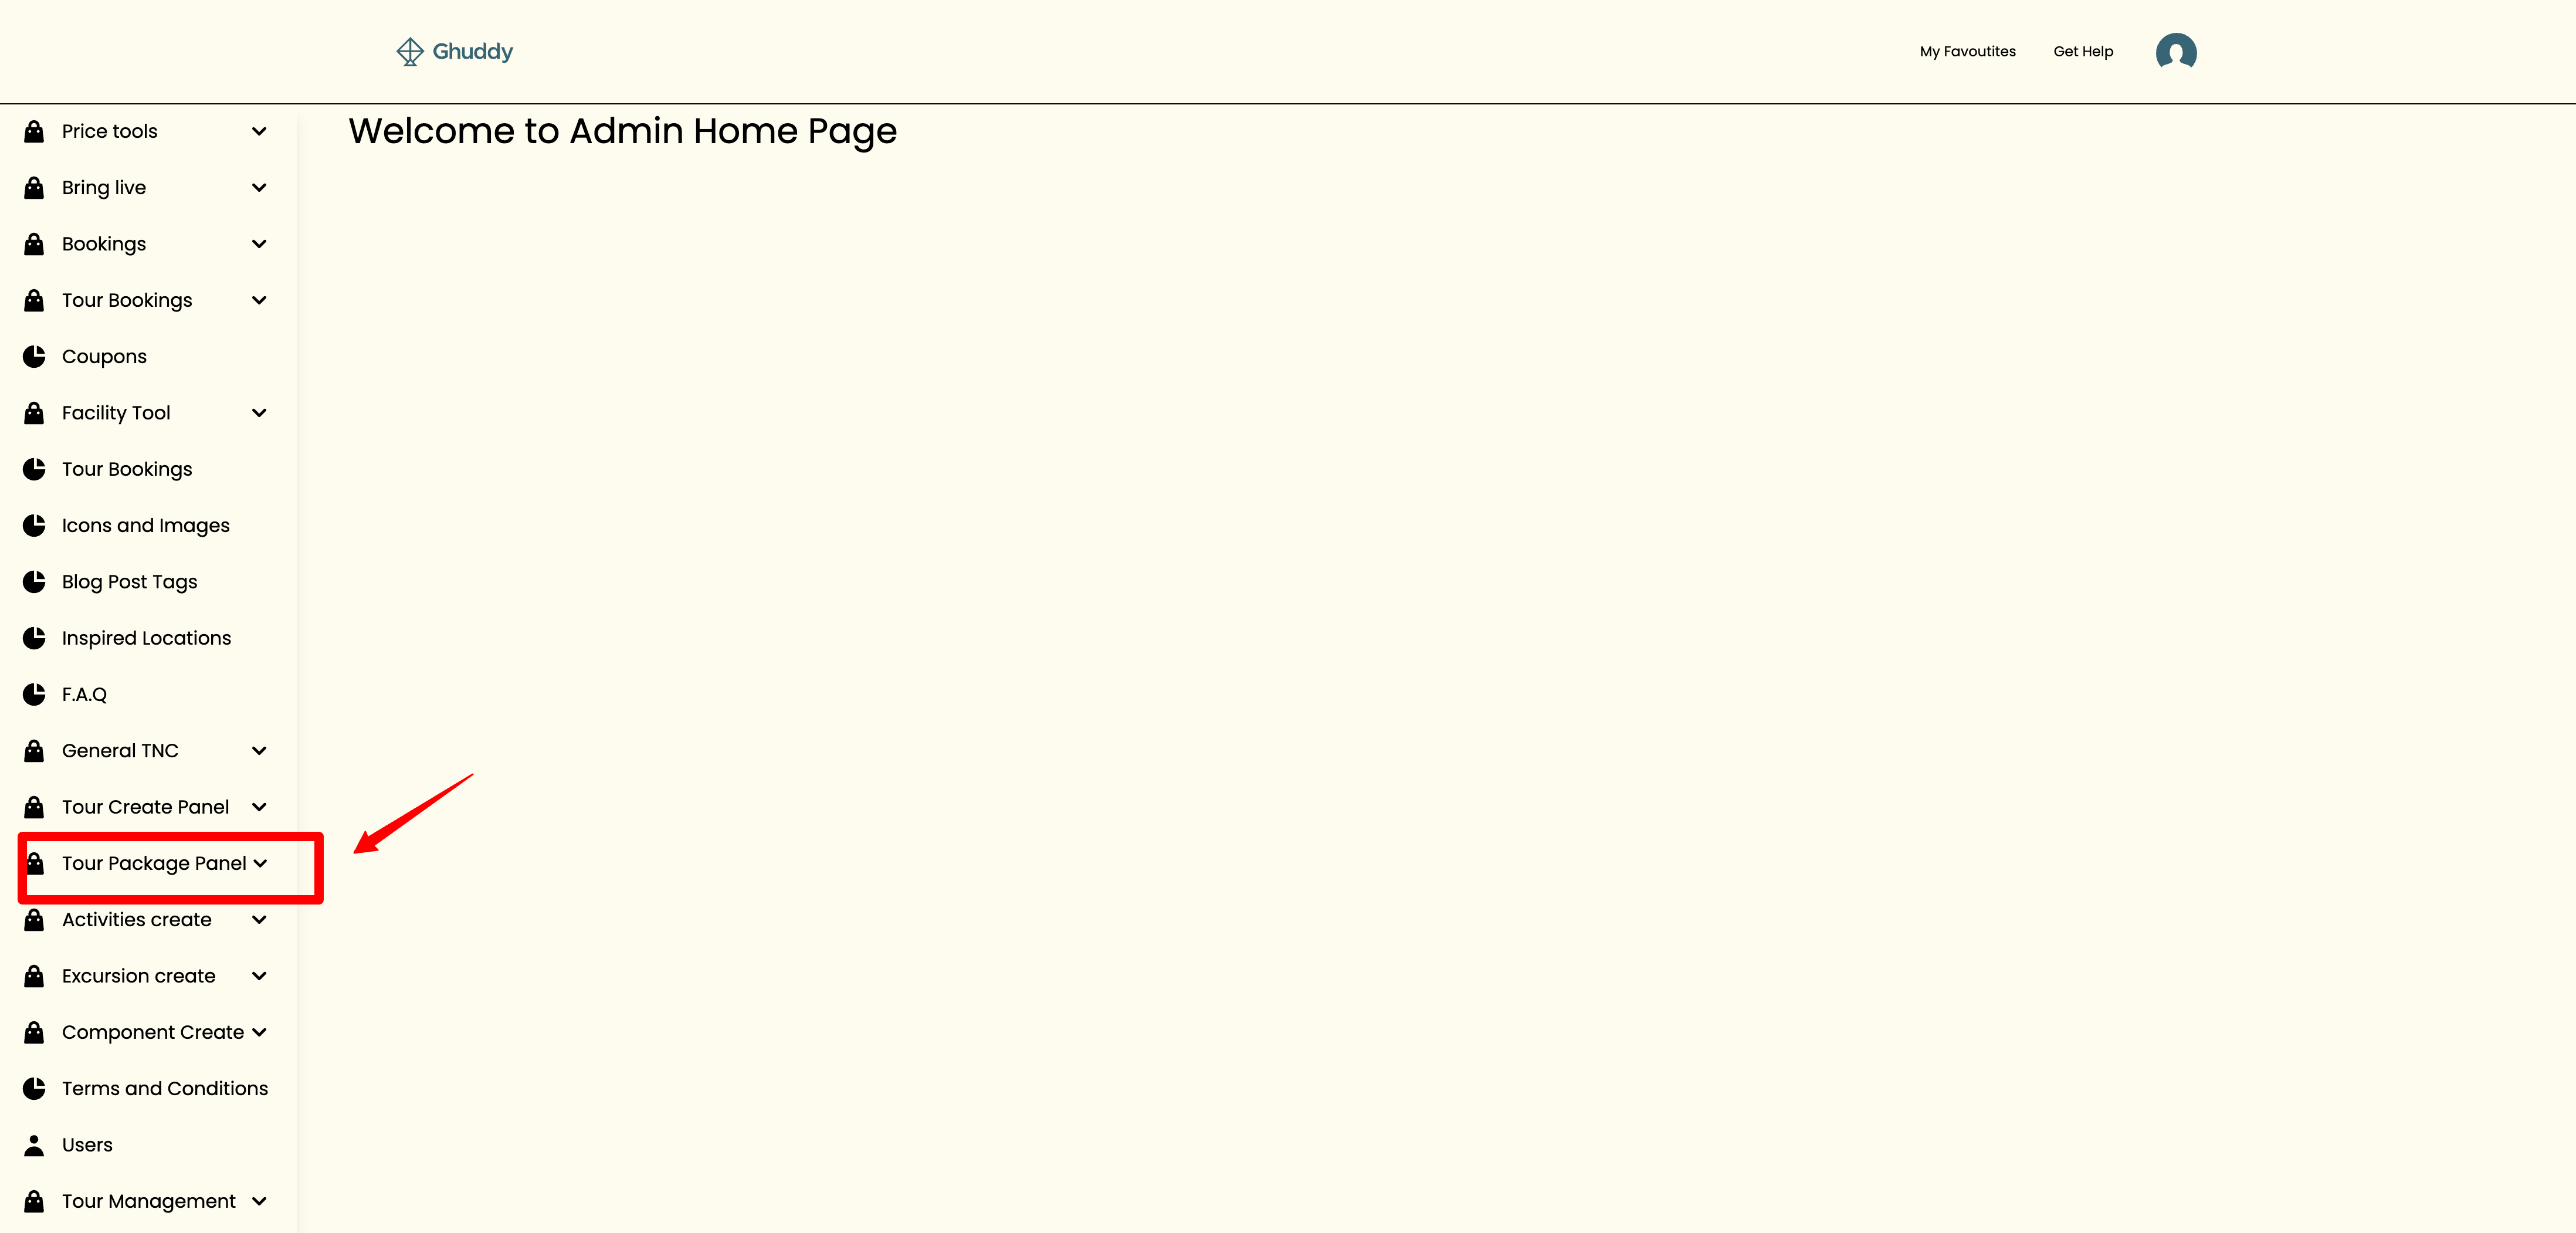 Ghuddy
My Favoutites
Get Help
Welcome to Admin Home Page
Price tools
Bring live
Bookings
Tour Bookings
Coupons
Facility Tool
Tour Bookings
Icons and Images
Blog Post Tags
Inspired Locations
F.A.Q
General TNC
Tour Create Panel
Tour Package Panel
Activities create
Excursion create
Component Create
Terms and Conditions
Users
Tour Management